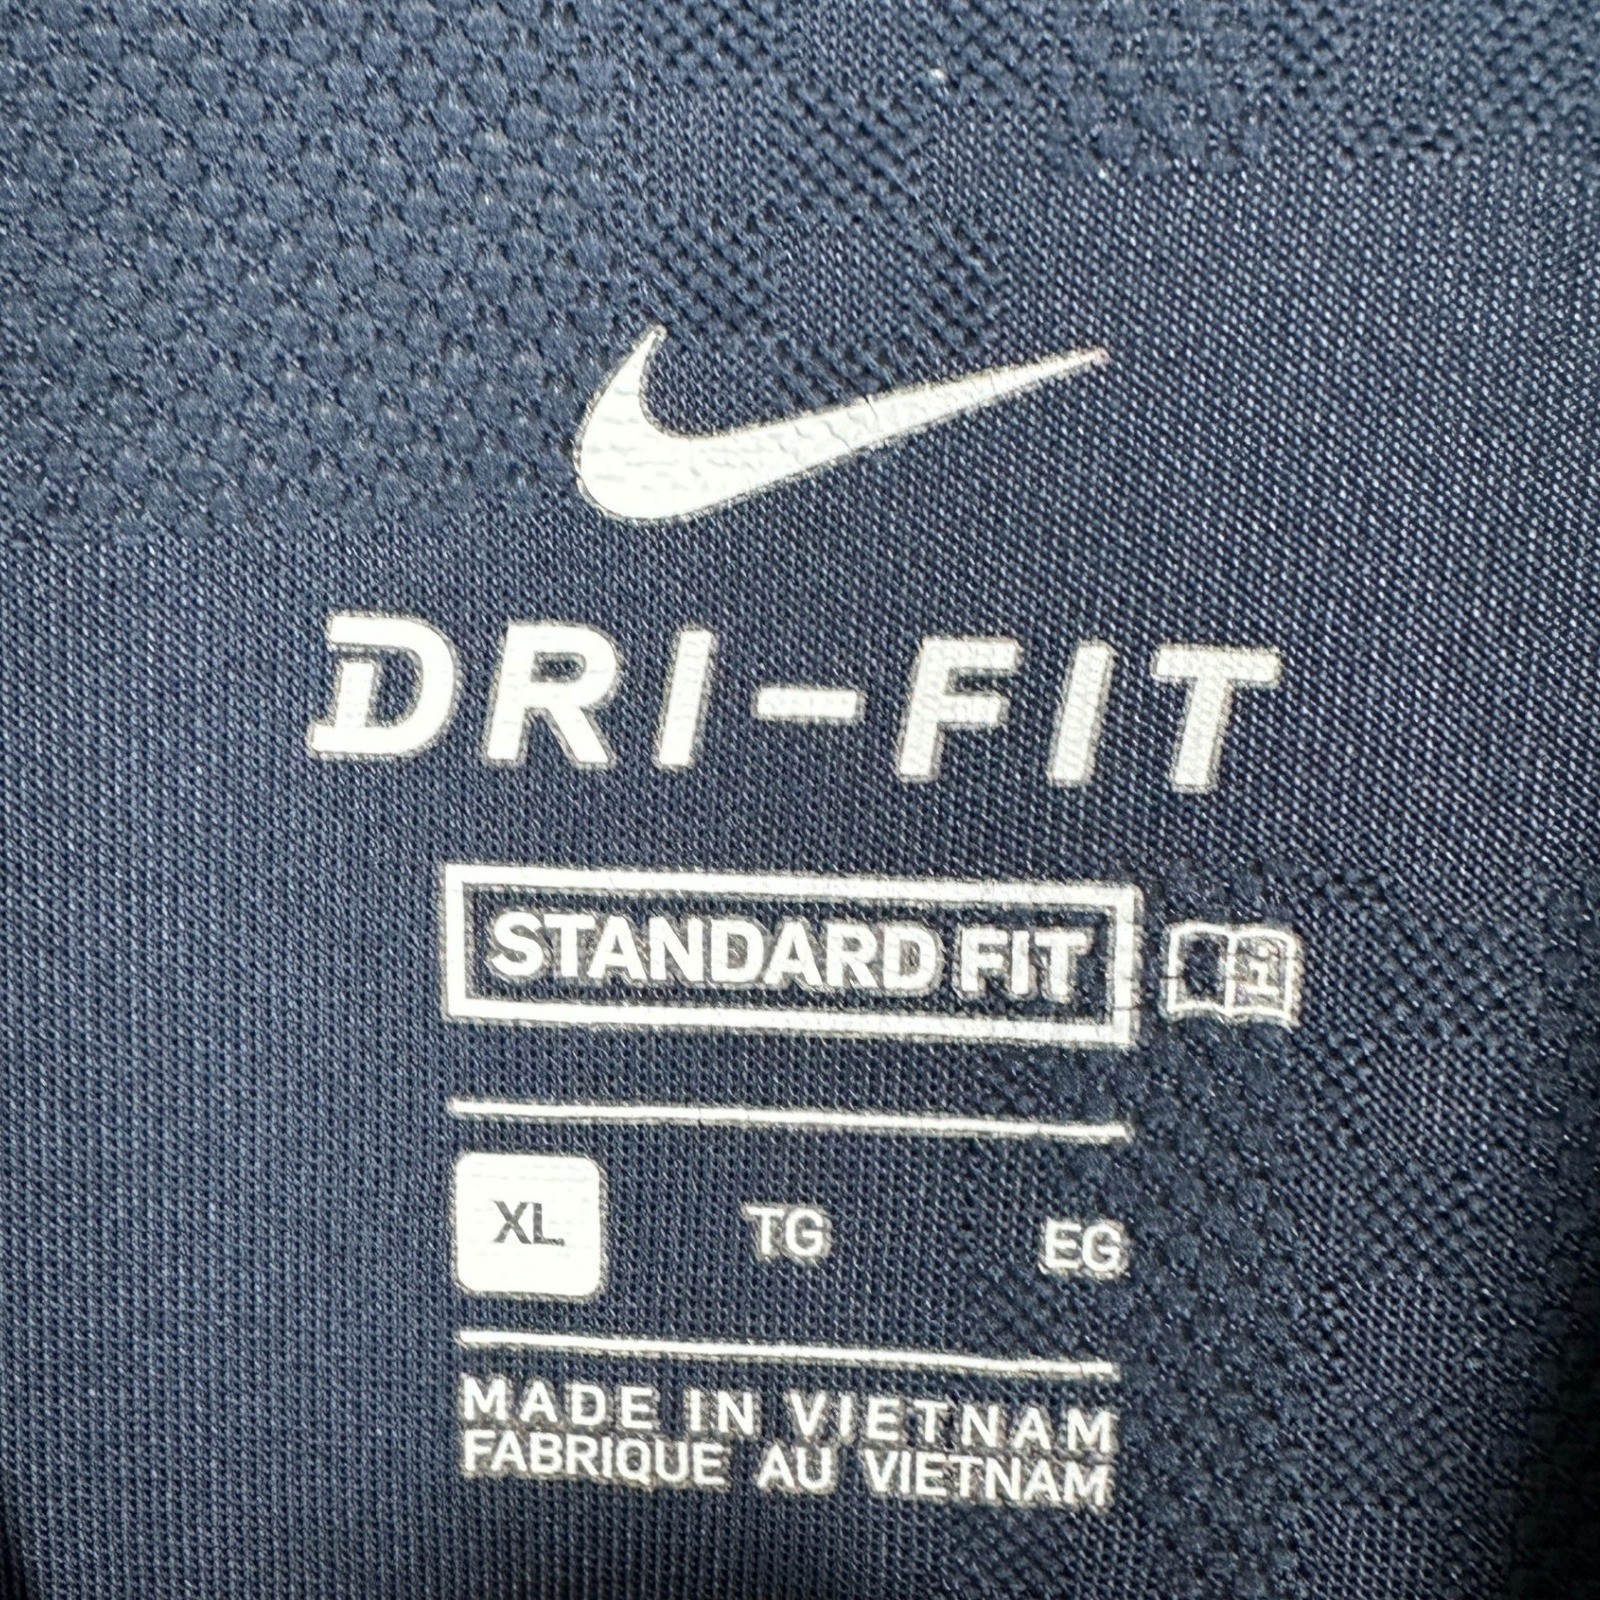 DRI-FIT
STANDARD FIT
XL TG EG
MADE IN VIETNAM
FABRIQUE AU VIETNAM